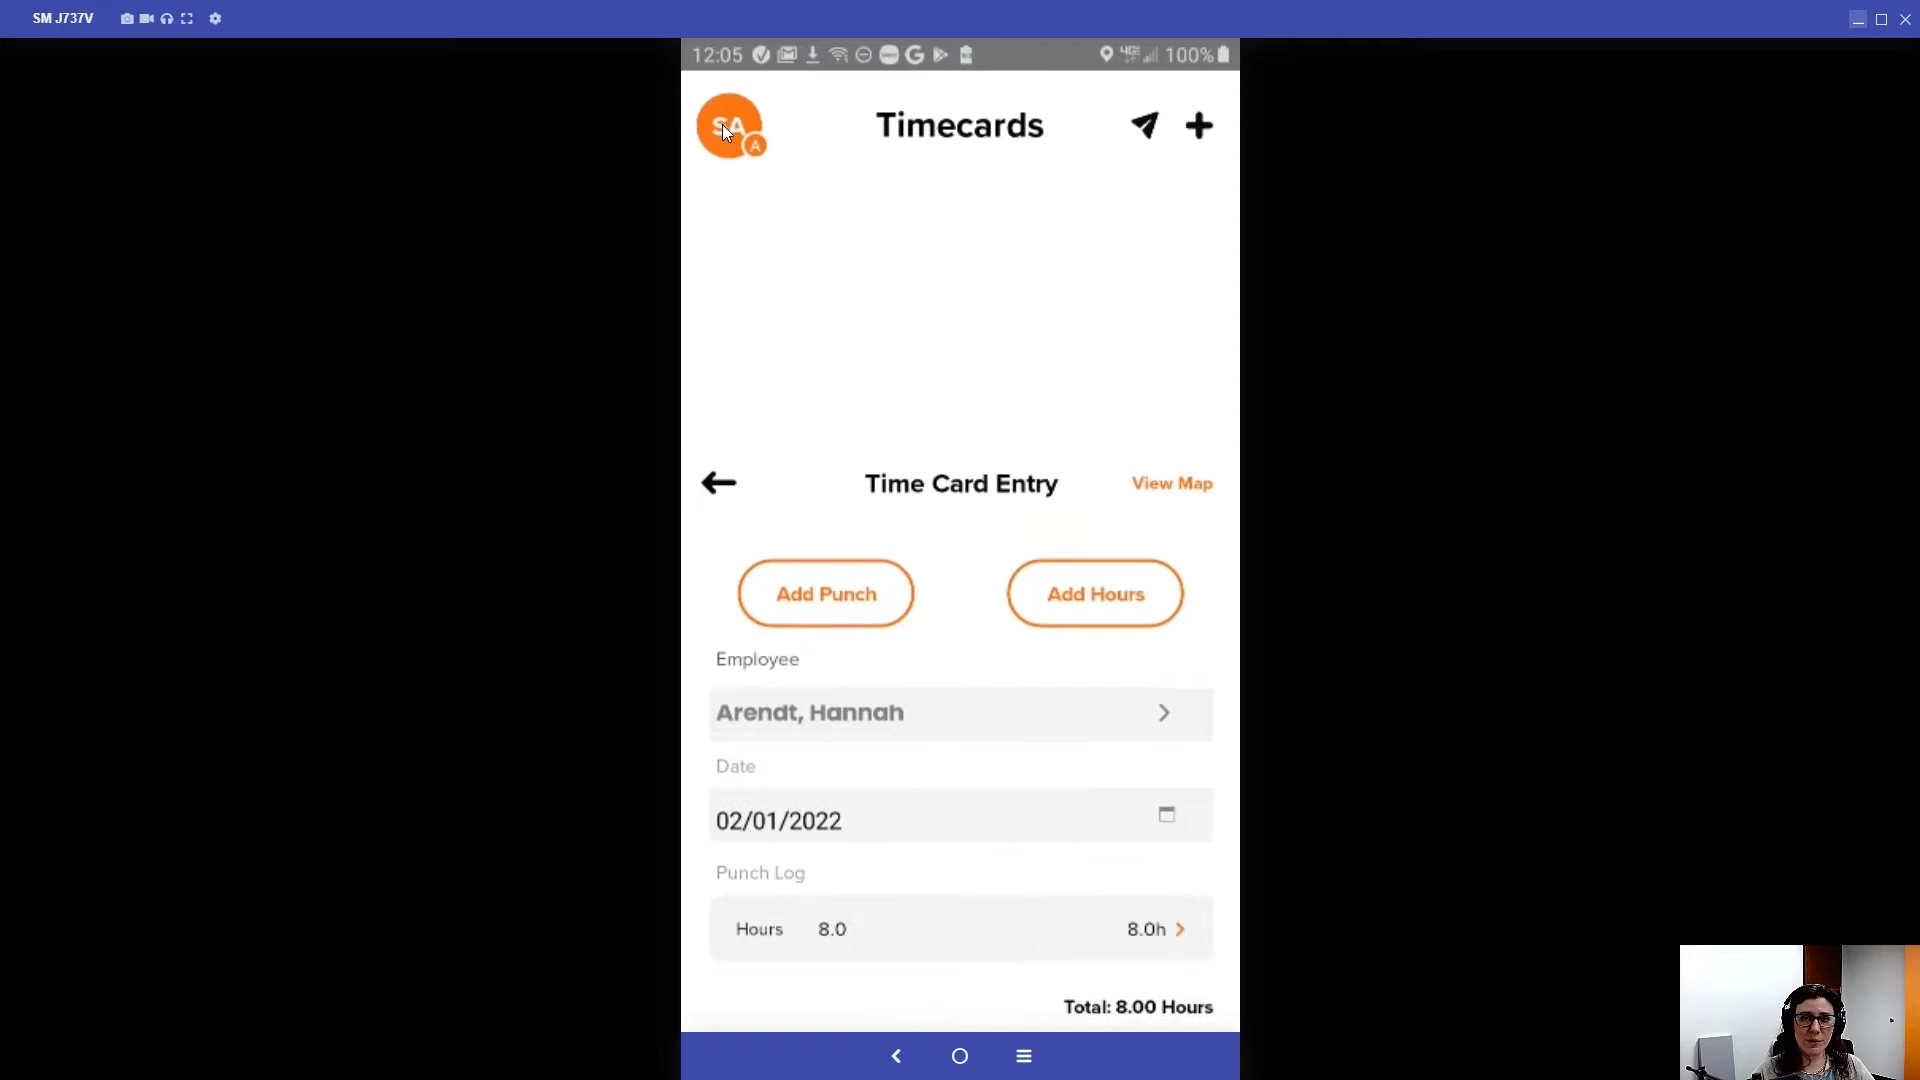 SM J737V
12:05
100%
SA
A
Timecards
Time Card Entry
View Map
Add Punch
Add Hours
Employee
Arendt, Hannah
Date
02/01/2022
Punch Log
Hours 8.0 8.0h
Total: 8.00 Hours